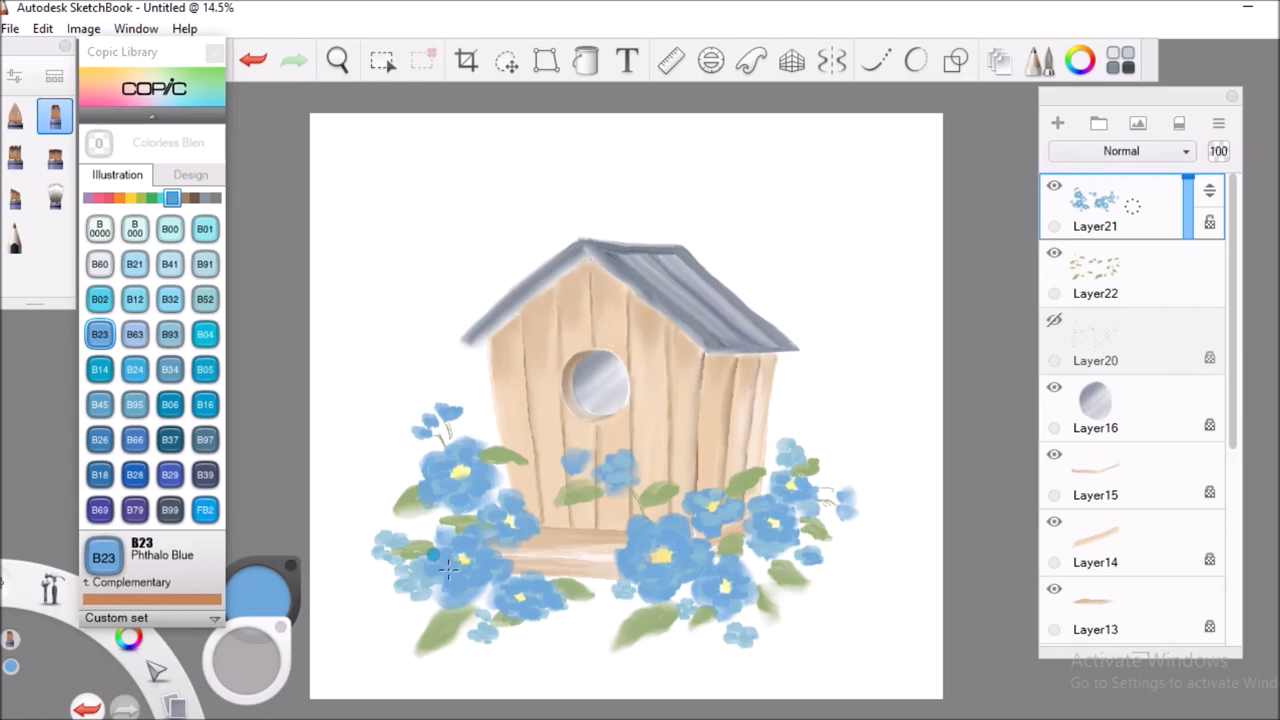 Autodesk SketchBook - Untitled @ 14.5%
File Edit Image Window Help
Copic Library
COPIC
0 Colorless Blen
Illustration Design
B 0000 B 000 B00 B01
B60 B21 B41 B91
B02 B12 B32 B52
B23 B63 B93 B04
B14 B24 B34 B05
B45 B95 B06 B16
B26 B66 B37 B97
B18 B28 B29 B39
B69 B79 B99 FB2
B23
B23
Phthalo Blue
t. Complementary
Custom set
T
Normal 100
Layer21
Layer22
Layer20
Layer16
Layer15
Layer14
Layer13
Activate Windows
Go to Settings to activate Wind